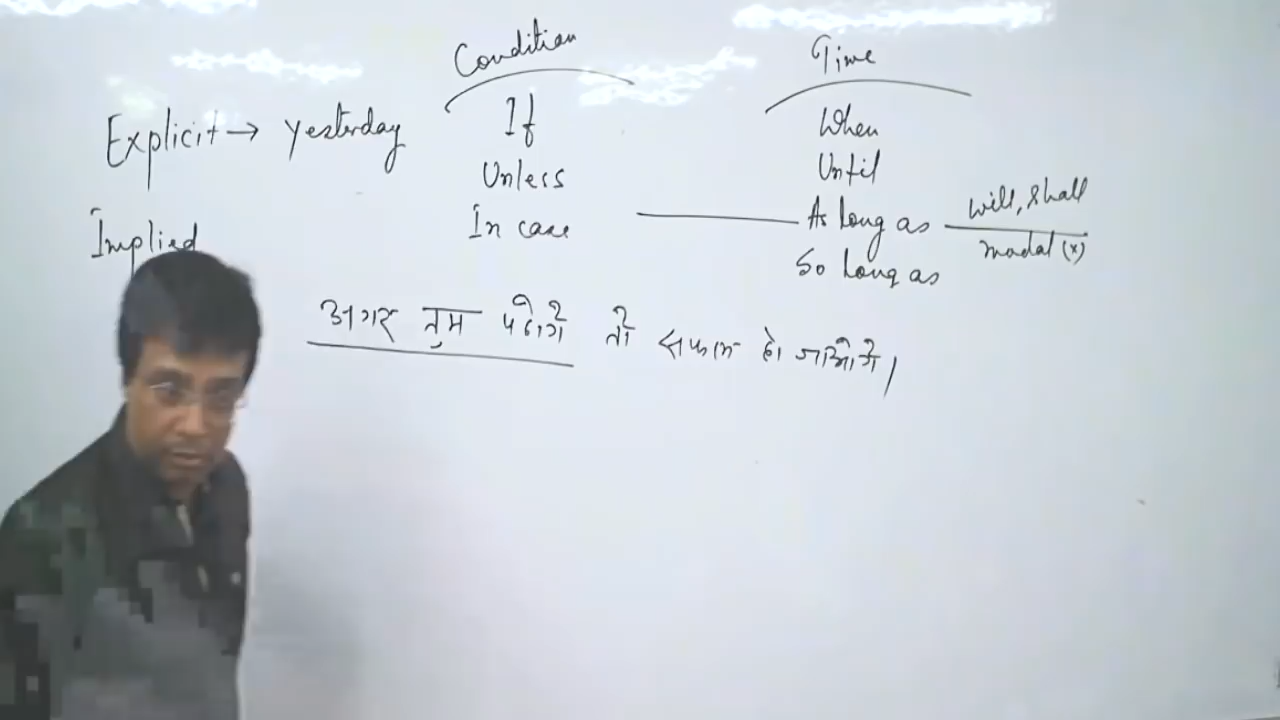 Condition Time
Explicit → yesterday If When
Unless Until
Implied In case As long as will, shall
modal (x)
So long as
अगर तुम पढोगे तो सफल हो जाओगे।